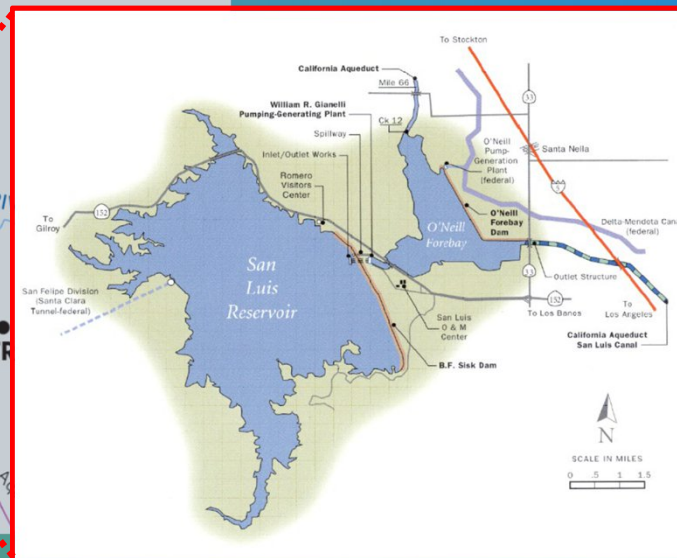 To Stockton
California Aqueduct
Mile 66
William R. Gianelli
Pumping-Generating Plant
33
Ck 12
Spillway
O'Neill
Pump-
Generation
Plant
(federal)
Santa Nella
Inlet/Outlet Works
5
Romero
Visitors
Center
152
To
Gilroy
O'Neill
Forebay
O'Neill
Forebay
Dam
Delta-Mendota Canal
(federal)
San
Luis
Reservoir
33
Outlet Structure
San Felipe Division
(Santa Clara
Tunnel-federal)
152
To Los Banos
To
Los Angeles
San Luis
O & M
Center
California Aqueduct
San Luis Canal
B.F. Sisk Dam
N
SCALE IN MILES
0 .5 1 1.5